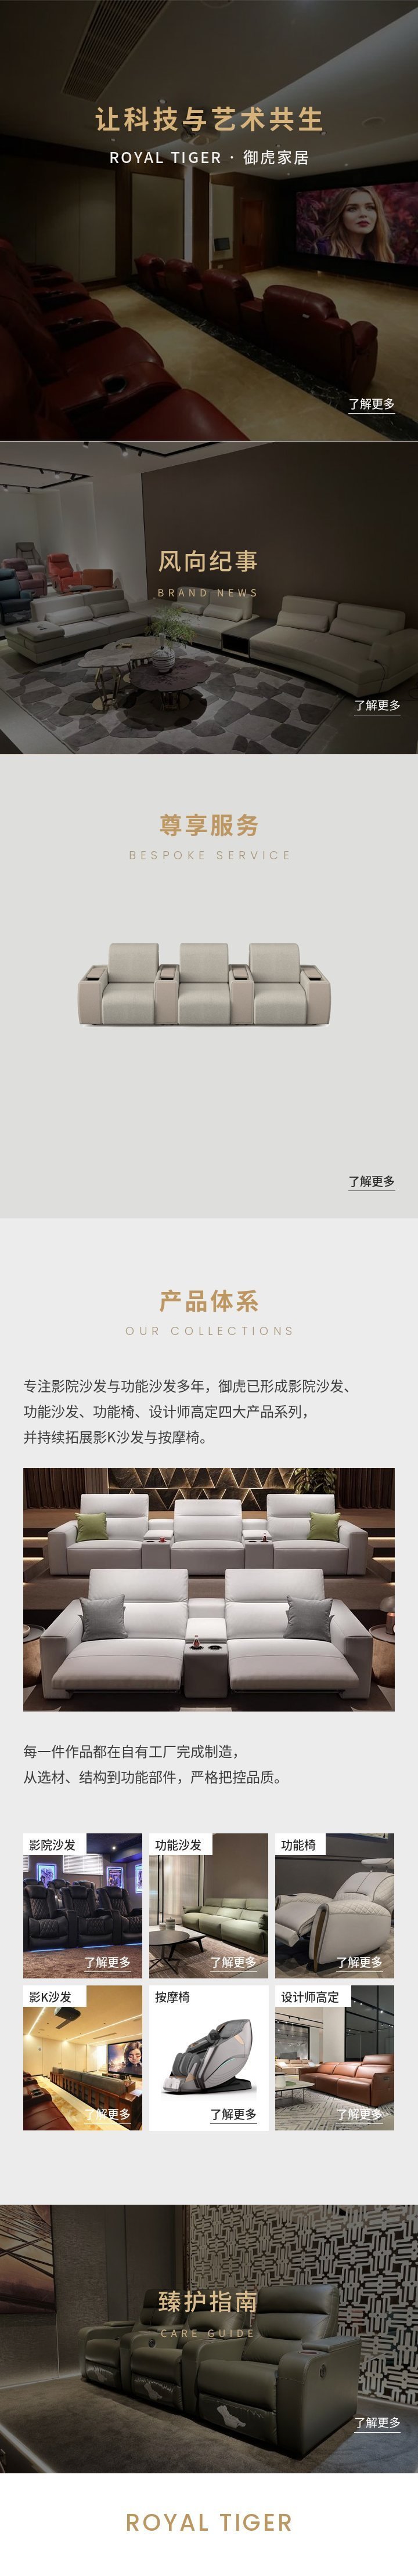 让科技与艺术共生
ROYAL TIGER · 御虎家居
了解更多
风向纪事
BRAND NEWS
了解更多
尊享服务
BESPOKE SERVICE
了解更多
产品体系
OUR COLLECTIONS
专注影院沙发与功能沙发多年，御虎已形成影院沙发、
功能沙发、功能椅、设计师高定四大产品系列，
并持续拓展影K沙发与按摩椅。
每一件作品都在自有工厂完成制造，
从选材、结构到功能部件，严格把控品质。
影院沙发
了解更多
功能沙发
了解更多
功能椅
了解更多
影K沙发
了解更多
按摩椅
了解更多
设计师高定
了解更多
臻护指南
CARE GUIDE
了解更多
ROYAL TIGER